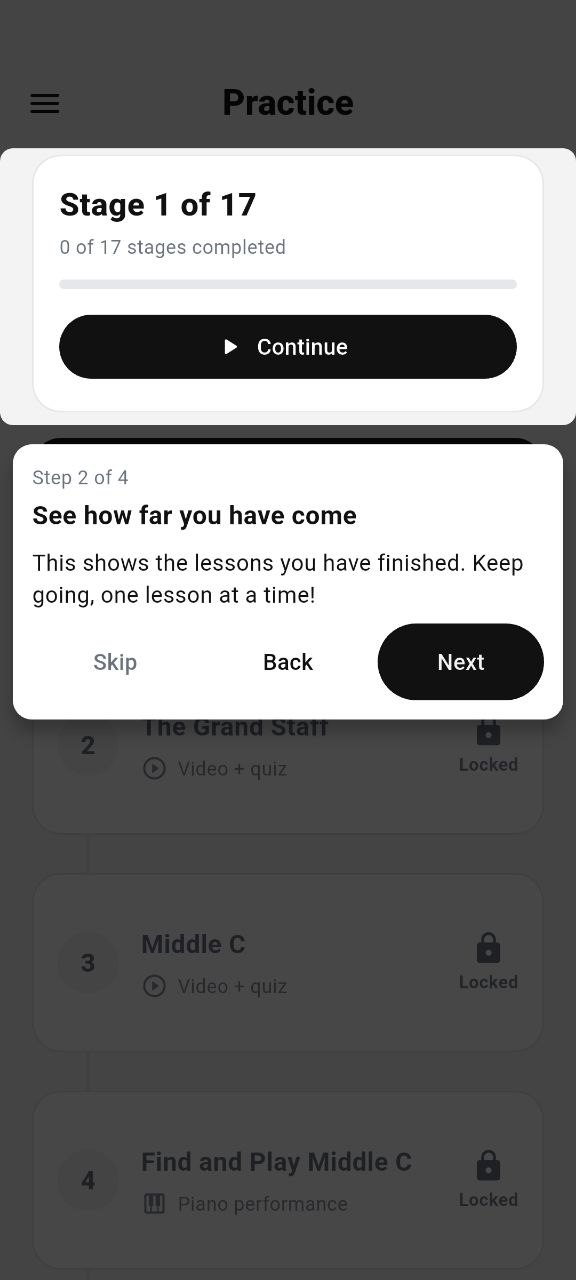 Practice
Stage 1 of 17
0 of 17 stages completed
Continue
Step 2 of 4
See how far you have come
This shows the lessons you have finished. Keep
going, one lesson at a time!
Skip
Back
Next
2
The Grand Staff
Video + quiz
Locked
3
Middle C
Video + quiz
Locked
4
Find and Play Middle C
Piano performance
Locked